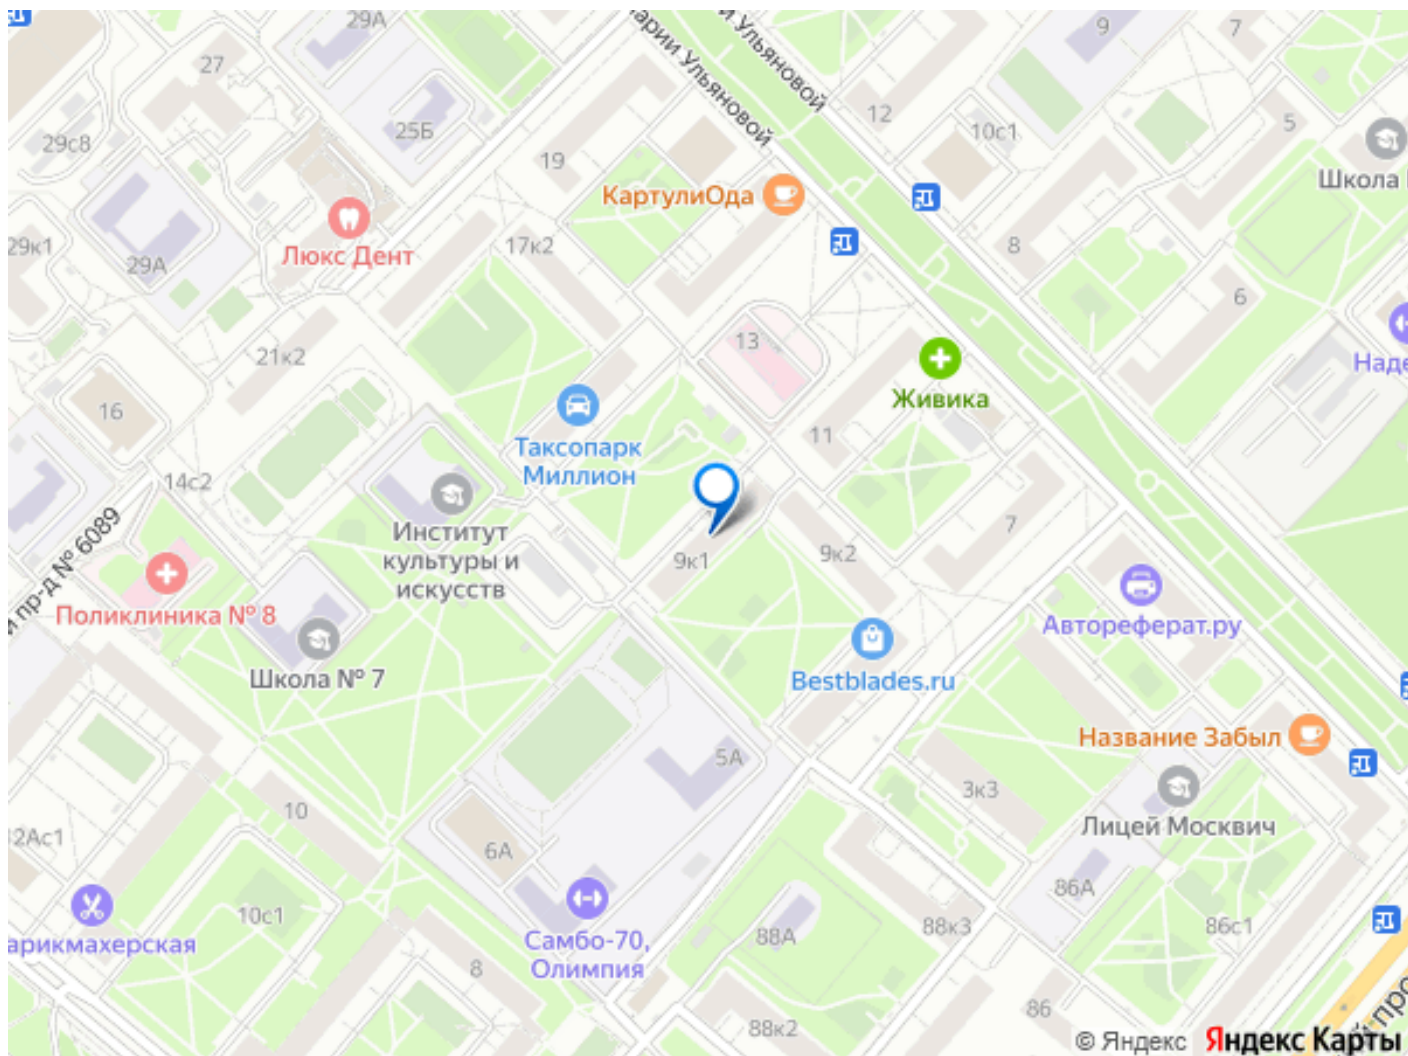 29А
9
7
27
арии Ульяновой
и Ульяновой
12
10с1
5
29с8
25Б
19
Школа
КартулиОда
29к1
29А
Люкс Дент
17к2
8
6
21к2
13
Наде
Живика
16
Таксопарк
Миллион
11
14с2
Институт
культуры и
искусств
7
й пр-д № 6089
9к1
9к2
Поликлиника № 8
Автореферат.ру
Школа № 7
Bestblades.ru
5А
Название Забыл
3к3
10
Лицей Москвич
2Ас1
6А
86А
10с1
арикмахерская
Самбо-70,
Олимпия
88А
88к3
86с1
8
86
88к2
й про
© Яндекс Яндекс Карты